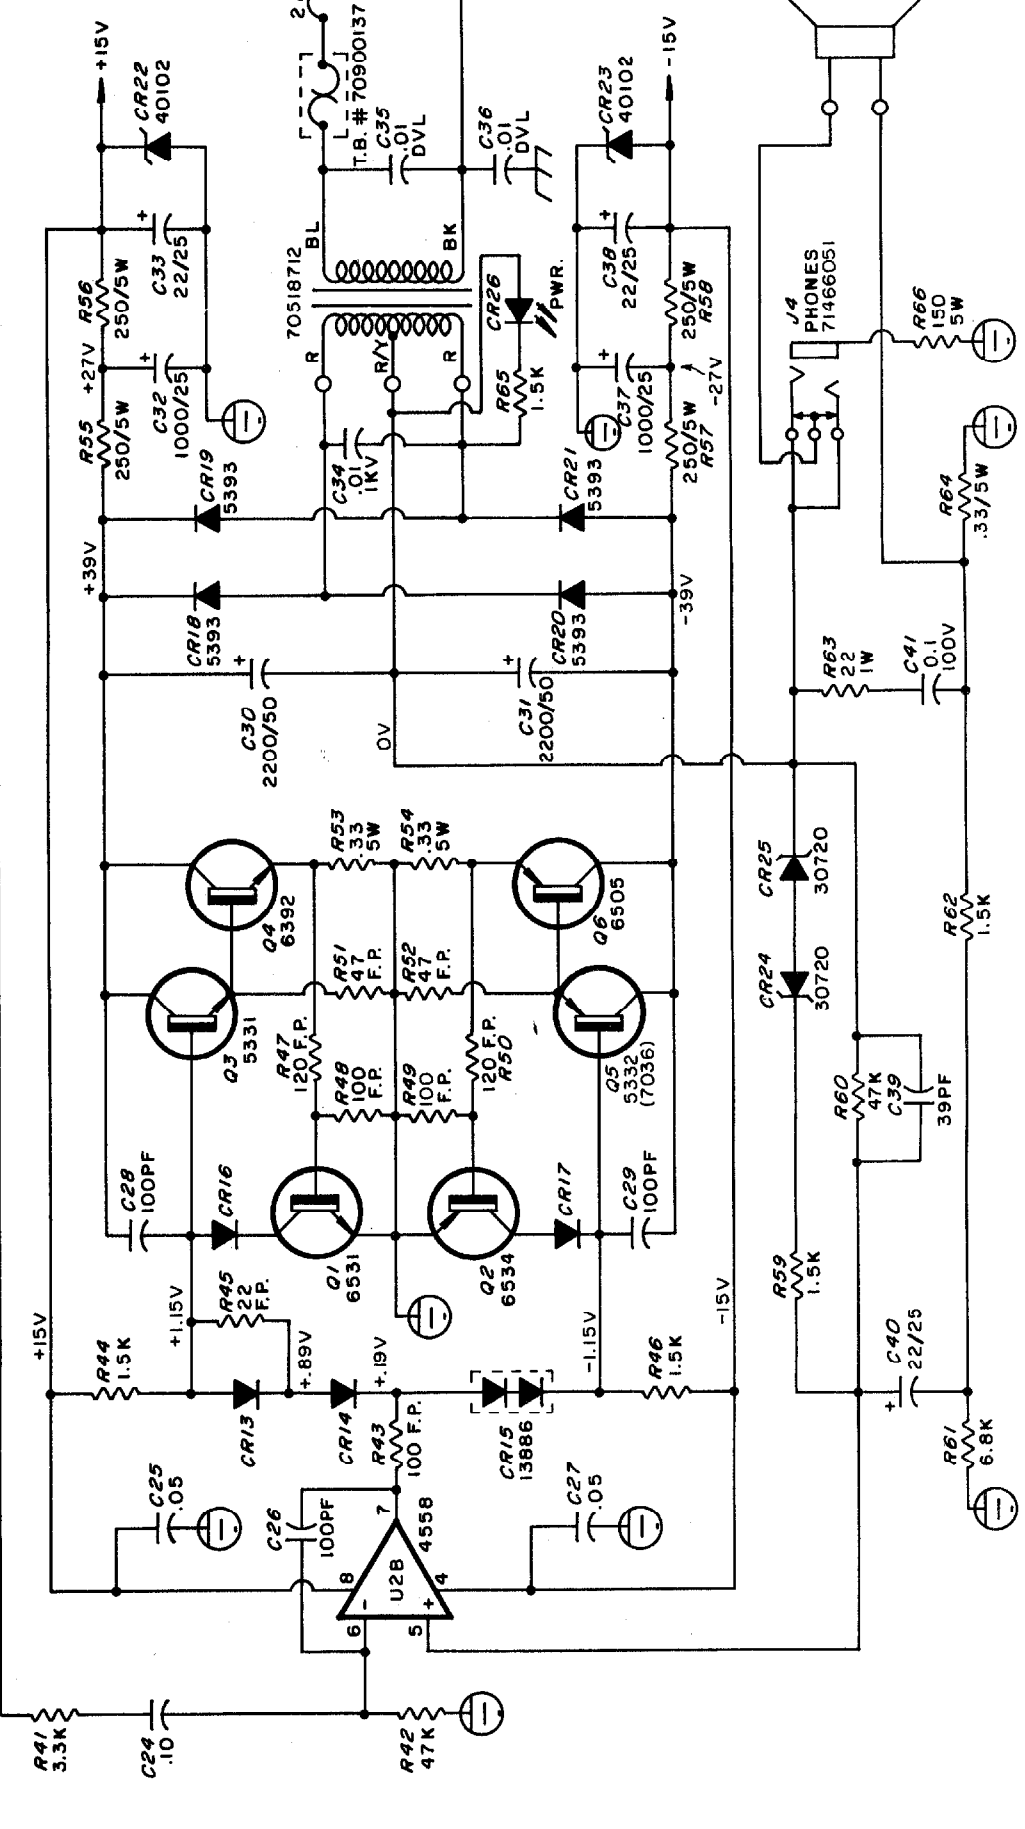 +15V
CR22
40102
C33
22/25
+
R56
250/5W
+27V
C32
1000/25
+
R55
250/5W
CR19
5393
+39V
CR18
5393
C30
2200/50
+
T.B. # 70900137
C35
.01
DVL
C36
.01
DVL
BL
BK
70518712
R
R/Y
R
CR26
PWR.
R65
1.5K
C34
.01
1KV
-15V
CR23
40102
C38
22/25
+
250/5W
R58
C37
1000/25
+
-27V
250/5W
R57
CR21
5393
CR20
5393
-39V
C31
2200/50
+
0V
J4
PHONES
71466051
R66
150
5W
R64
.33/5W
R63
22
1W
C41
0.1
100V
Q4
6392
R53
.33
5W
R54
.33
5W
Q6
6505
Q3
5331
R51
47
F.P.
R52
47
F.P.
R47
120 F.P.
R48
100
F.P.
R49
100
F.P.
120 F.P.
R50
Q5
5332
(7036)
C28
100PF
CR16
Q1
6531
Q2
6534
CR17
C29
100PF
CR25
30720
CR24
30720
R62
1.5K
R60
47K
C39
39PF
R59
1.5K
+15V
R44
1.5K
+1.15V
R45
22
F.P.
+.89V
CR13
CR14
+.19V
R43
100 F.P.
CR15
13886
-1.15V
R46
1.5K
-15V
C40
22/25
+
R61
6.8K
C25
.05
C26
100PF
7
4558
8
U2B
4
6
-
5
+
C27
.05
R41
3.3K
C24
.10
R42
47K